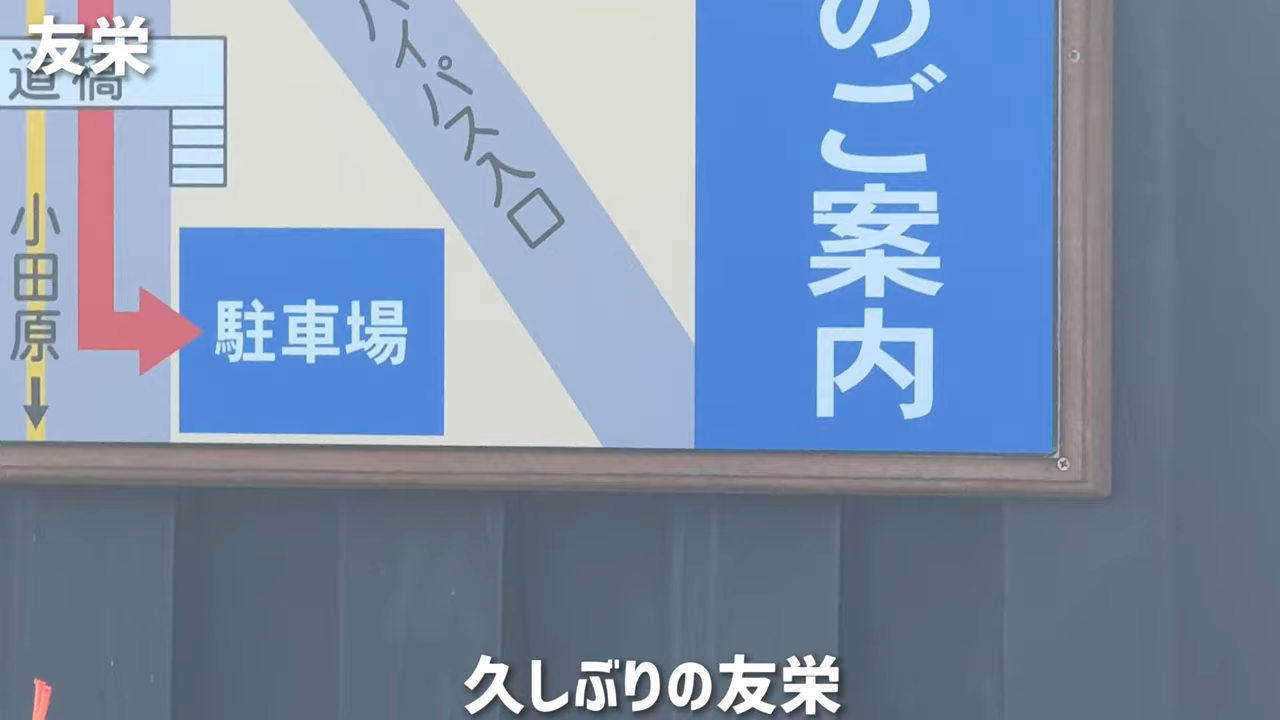 友栄
道橋
バイパス入口
のご案内
小田原
駐車場
久しぶりの友栄